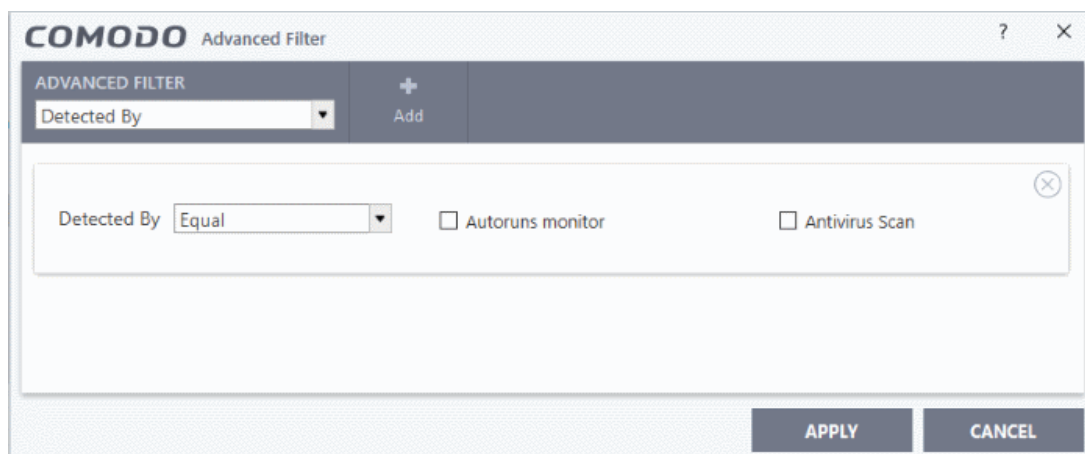 COMODO Advanced Filter ?
ADVANCED FILTER
Detected By
Add
Detected By Equal Autoruns monitor Antivirus Scan
APPLY CANCEL